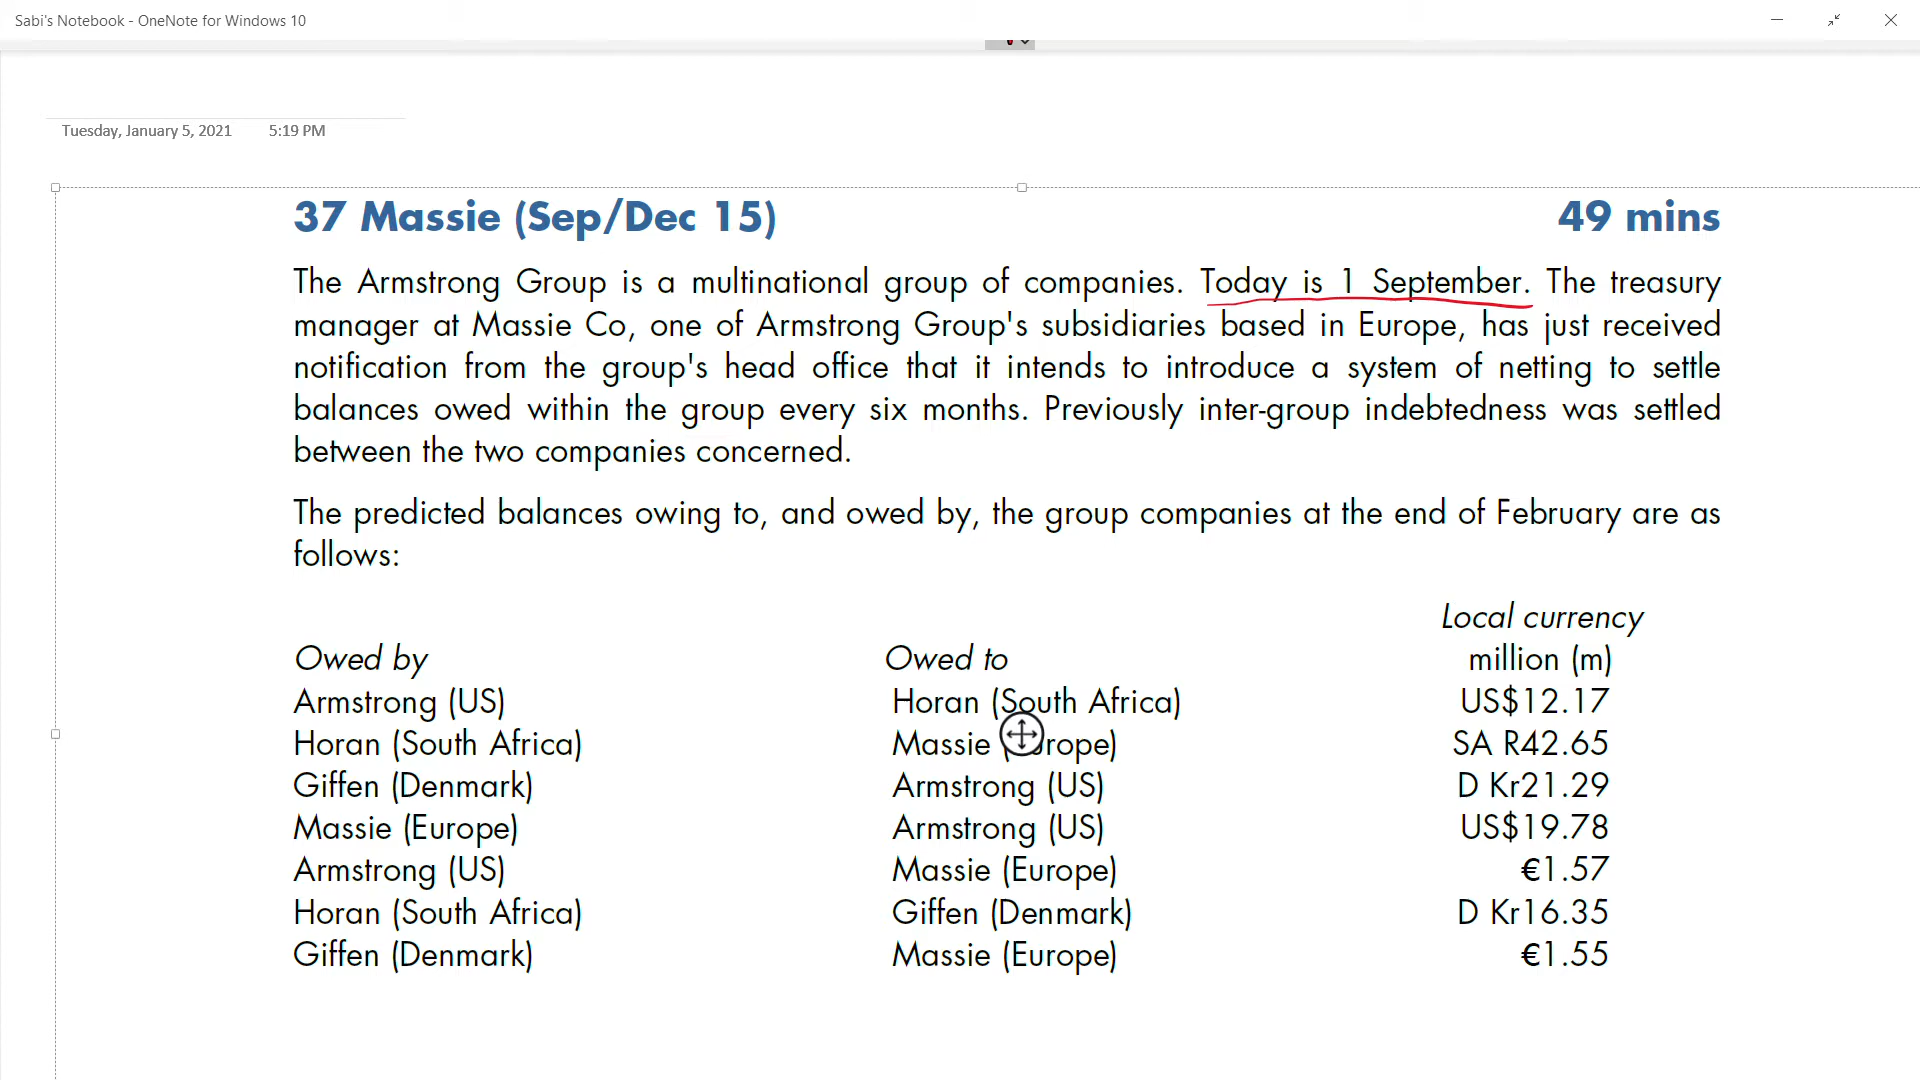 Sabi's Notebook - OneNote for Windows 10
Tuesday, January 5, 2021 5:19 PM
37 Massie (Sep/Dec 15) 49 mins
The Armstrong Group is a multinational group of companies. Today is 1 September. The treasury
manager at Massie Co, one of Armstrong Group's subsidiaries based in Europe, has just received
notification from the group's head office that it intends to introduce a system of netting to settle
balances owed within the group every six months. Previously inter-group indebtedness was settled
between the two companies concerned.
The predicted balances owing to, and owed by, the group companies at the end of February are as
follows:
Local currency
Owed by Owed to million (m)
Armstrong (US) Horan (South Africa) US$12.17
Horan (South Africa) Massie (Europe) SA R42.65
Giffen (Denmark) Armstrong (US) D Kr21.29
Massie (Europe) Armstrong (US) US$19.78
Armstrong (US) Massie (Europe) €1.57
Horan (South Africa) Giffen (Denmark) D Kr16.35
Giffen (Denmark) Massie (Europe) €1.55